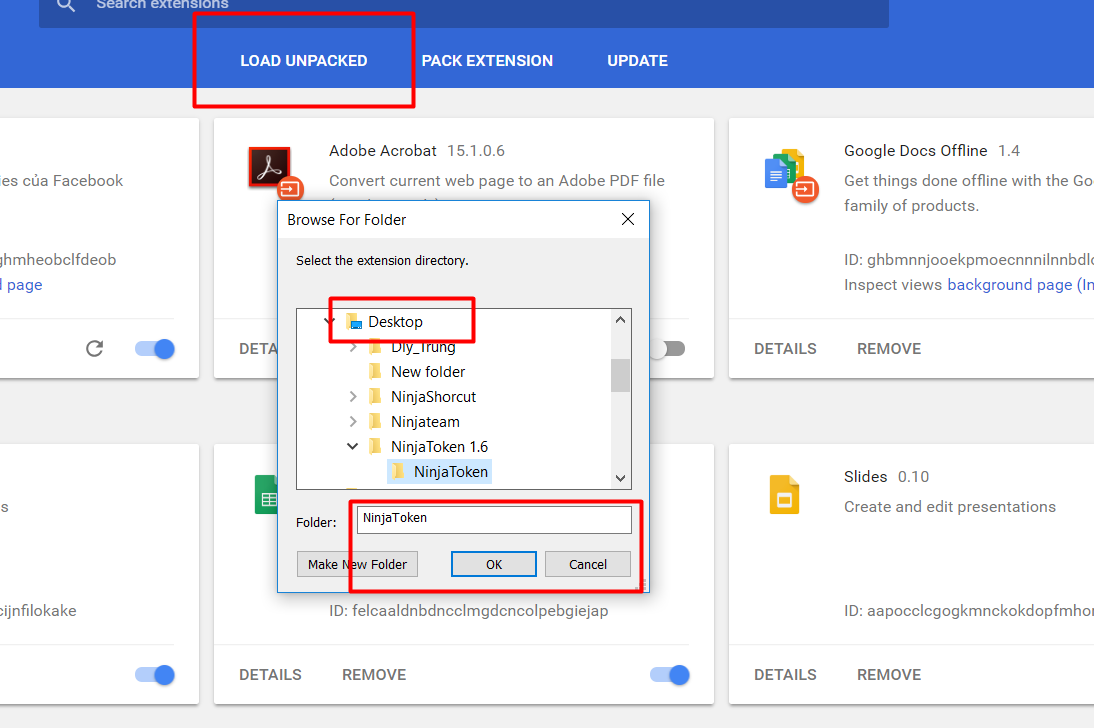 Search extensions
LOAD UNPACKED PACK EXTENSION UPDATE
ies của Facebook
ghmheobclfdeob
page
Adobe Acrobat 15.1.0.6
Convert current web page to an Adobe PDF file
Google Docs Offline 1.4
Get things done offline with the Goo
family of products.
ID: ghbmnnjooekpmoecnnnilnnbdlo
Inspect views background page (In
Browse For Folder
Select the extension directory.
Desktop
Diy_Trung
New folder
NinjaShorcut
Ninjateam
NinjaToken 1.6
NinjaToken
Folder: NinjaToken
Make New Folder OK Cancel
DETA
DETAILS REMOVE
s
Slides 0.10
Create and edit presentations
cijnfilokake
ID: felcaaldnbdncclmgdcncolpebgiejap
ID: aapocclcgogkmnckokdopfmhon
DETAILS REMOVE
DETAILS REMOVE